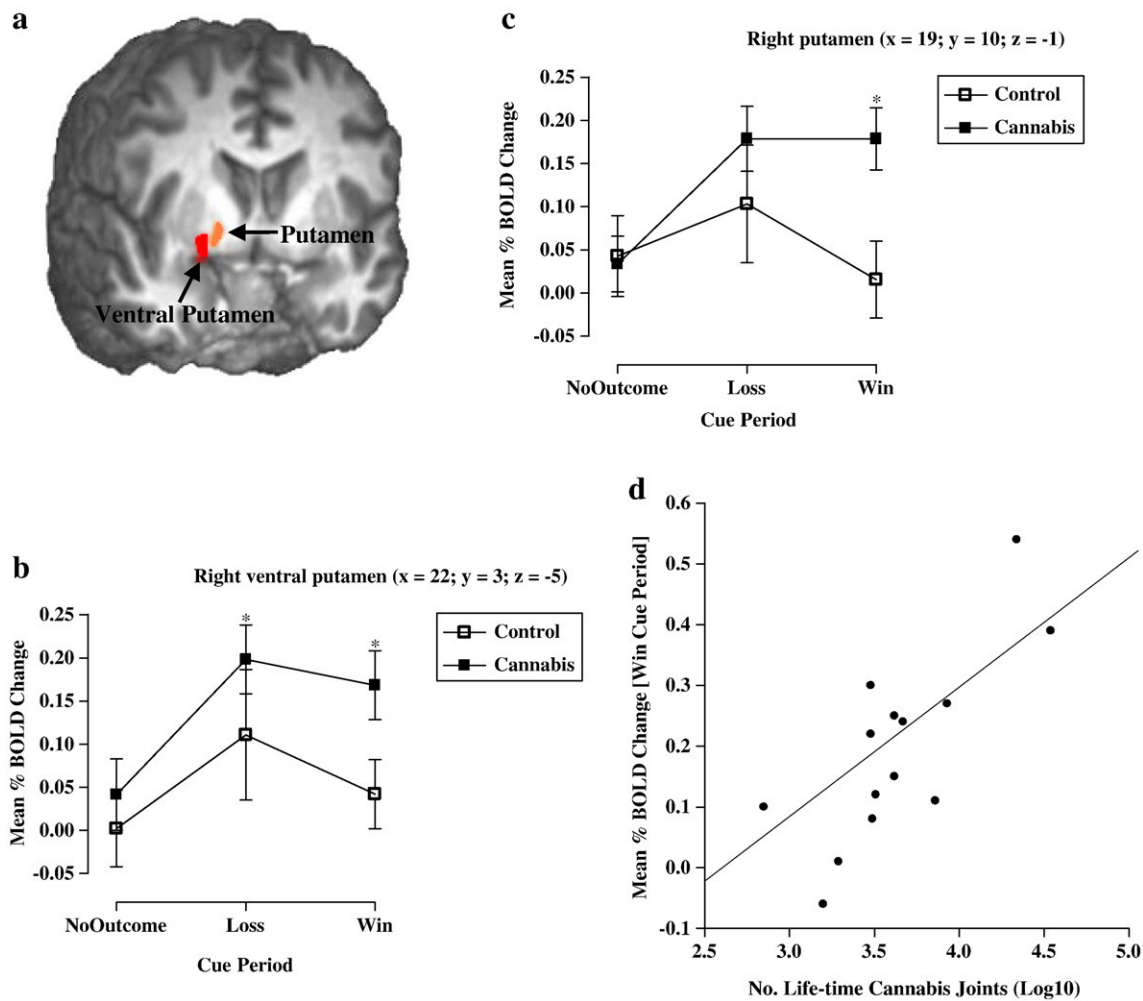 a
Putamen
Ventral Putamen
c
Right putamen (x = 19; y = 10; z = -1)
Control
Cannabis
Mean % BOLD Change
0.25
0.20
0.15
0.10
0.05
0.00
-0.05
*
NoOutcome Loss Win
Cue Period
b
Right ventral putamen (x = 22; y = 3; z = -5)
Control
Cannabis
Mean % BOLD Change
0.25
0.20
0.15
0.10
0.05
0.00
-0.05
*
*
NoOutcome Loss Win
Cue Period
d
Mean % BOLD Change [Win Cue Period]
0.6
0.5
0.4
0.3
0.2
0.1
0.0
-0.1
2.5 3.0 3.5 4.0 4.5 5.0
No. Life-time Cannabis Joints (Log10)